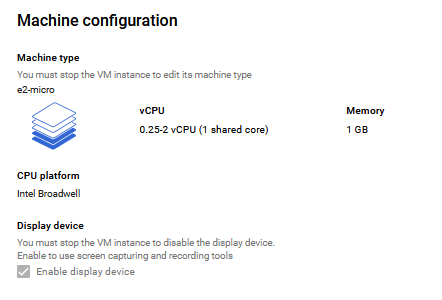 Machine configuration
Machine type
You must stop the VM instance to edit its machine type
e2-micro
vCPU
Memory
0.25-2 vCPU (1 shared core)
1 GB
CPU platform
Intel Broadwell
Display device
You must stop the VM instance to disable the display device.
Enable to use screen capturing and recording tools
Enable display device